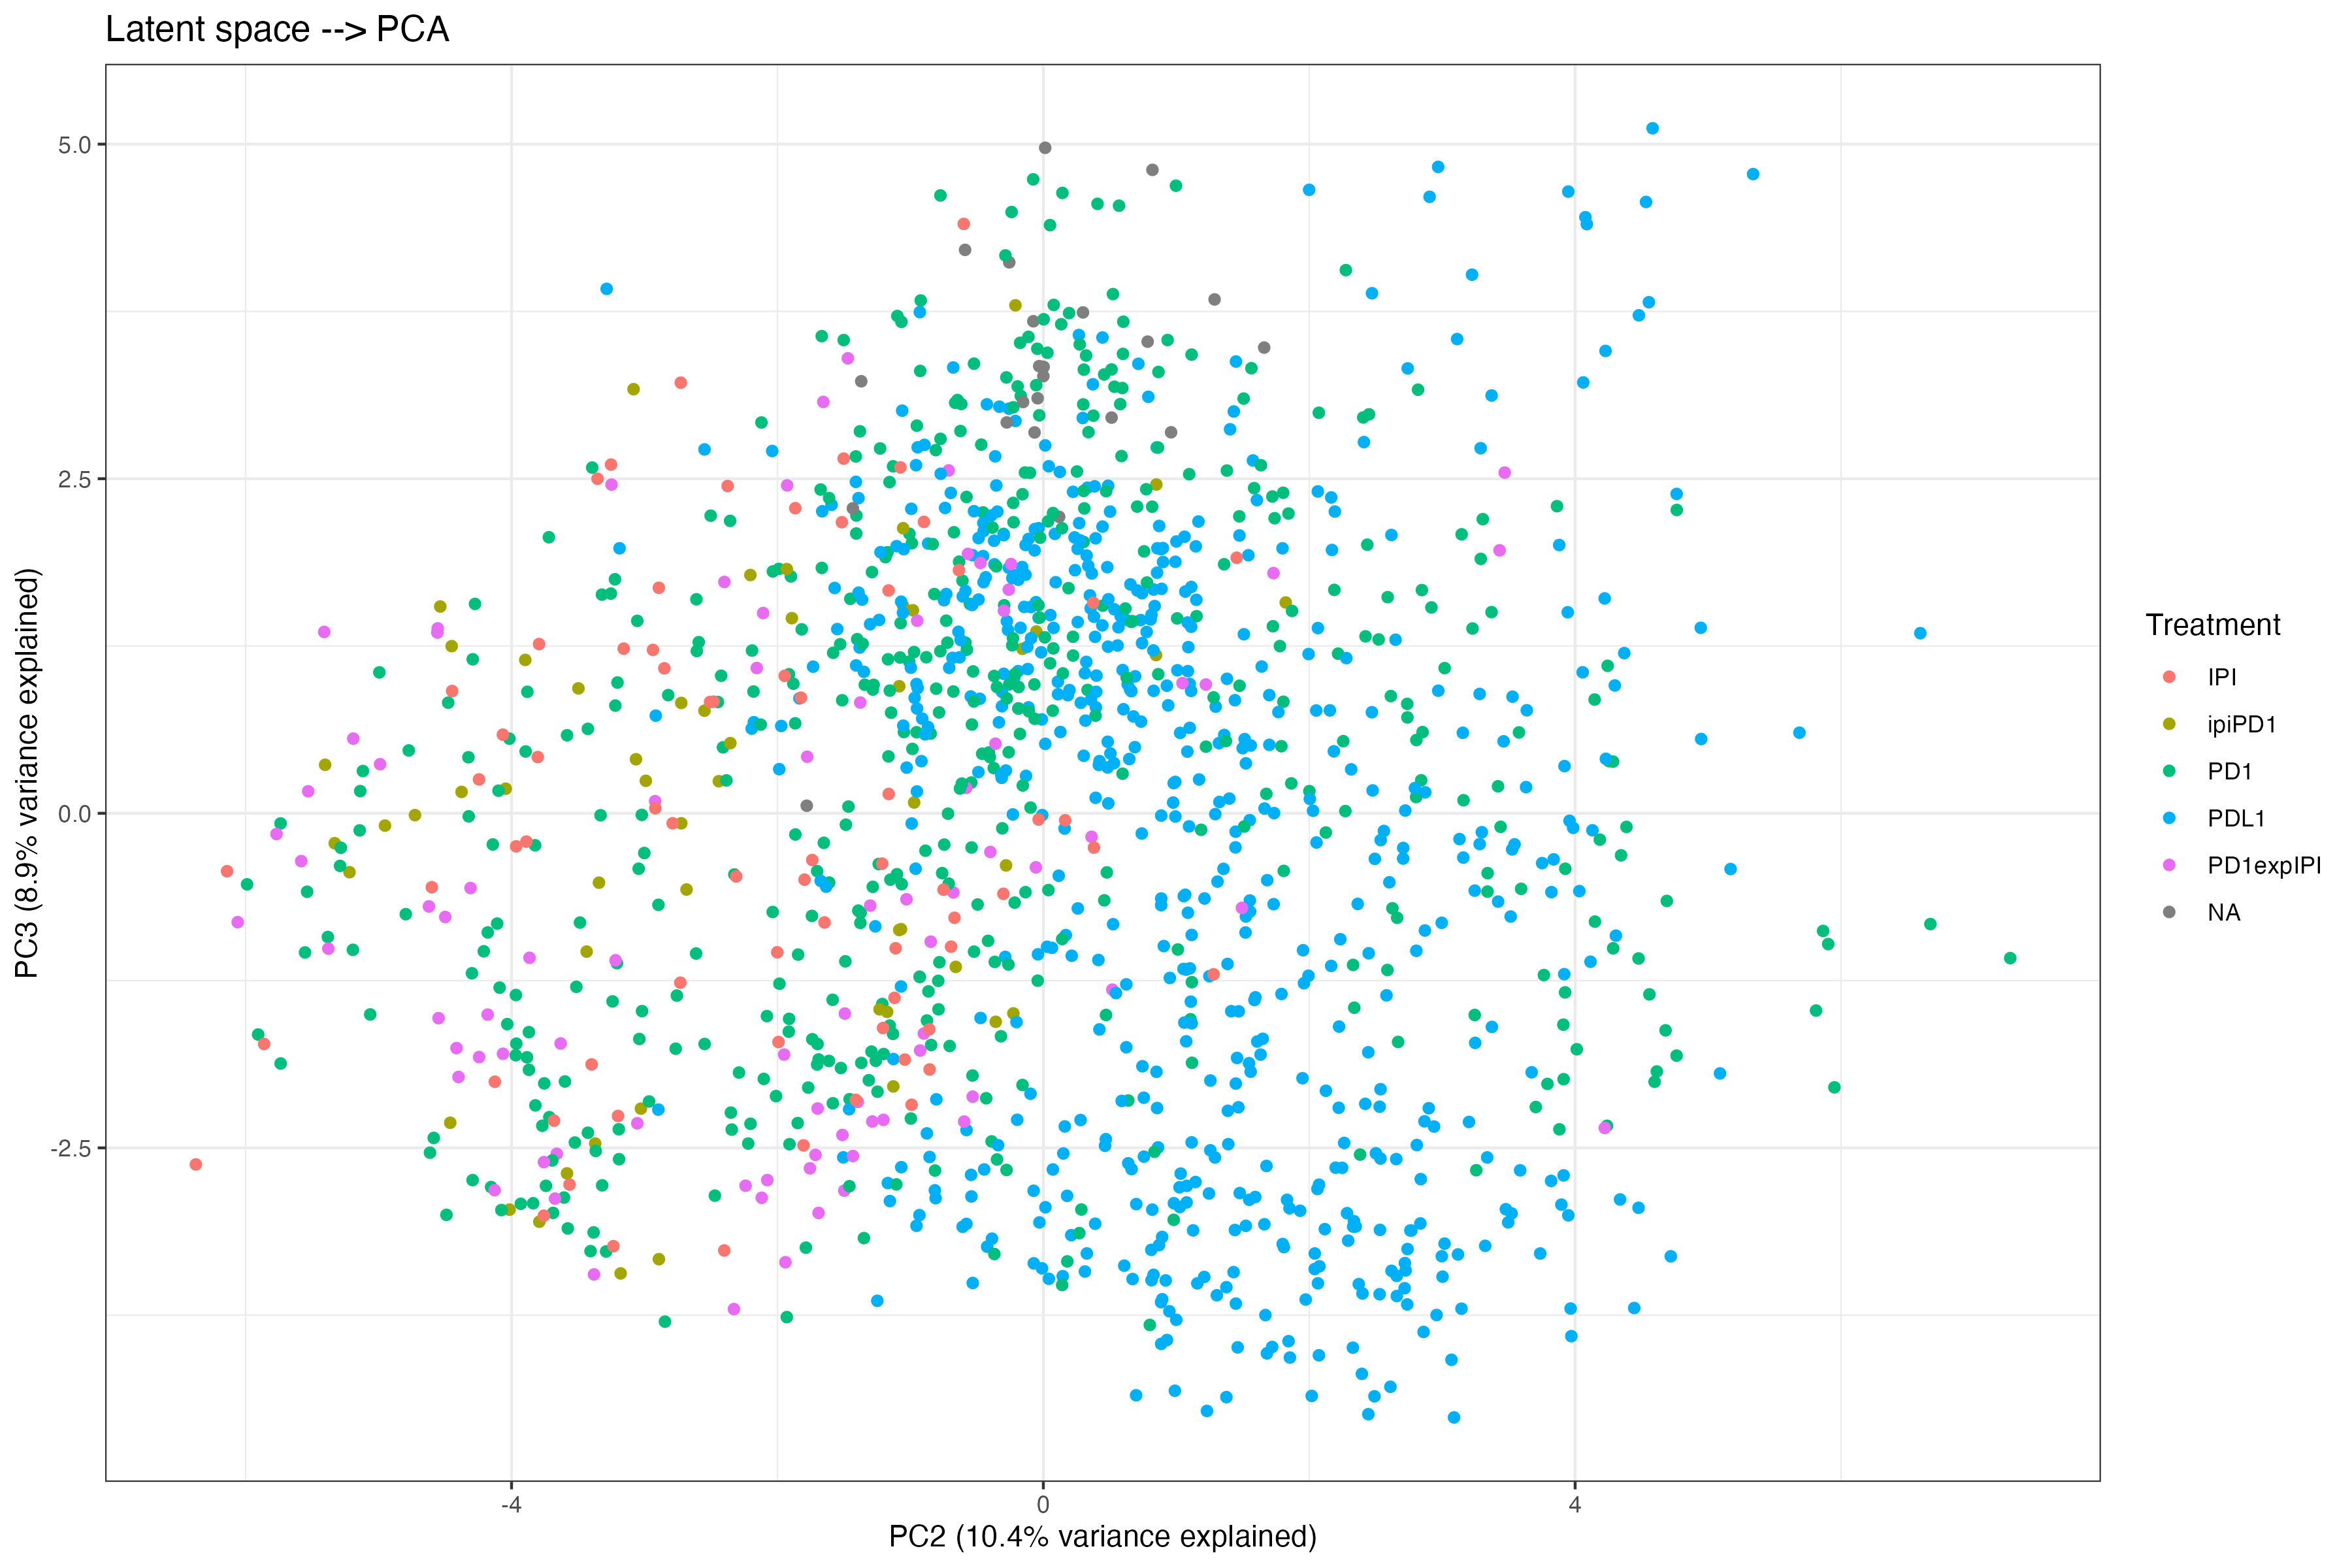 Latent space --> PCA
5.0
2.5
0.0
-2.5
PC3 (8.9% variance explained)
-4
0
4
PC2 (10.4% variance explained)
Treatment
IPI
ipiPD1
PD1
PDL1
PD1expIPI
NA